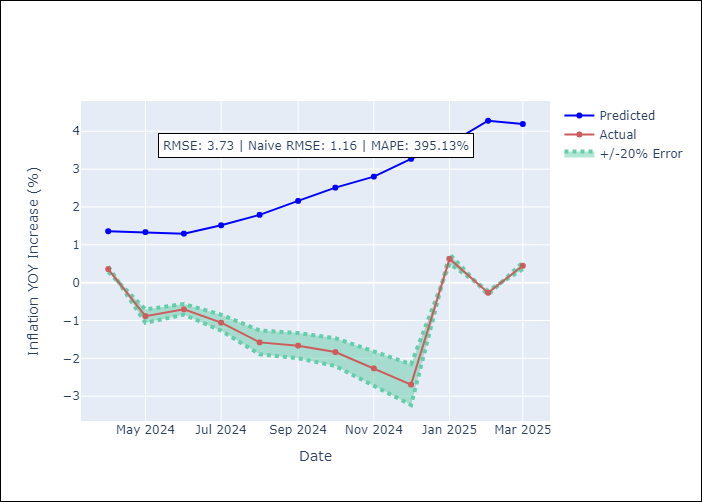 RMSE: 3.73 | Naive RMSE: 1.16 | MAPE: 395.13%
Predicted
Actual
+/-20% Error
Inflation YOY Increase (%)
4
3
2
1
0
−1
−2
−3
May 2024
Jul 2024
Sep 2024
Nov 2024
Jan 2025
Mar 2025
Date